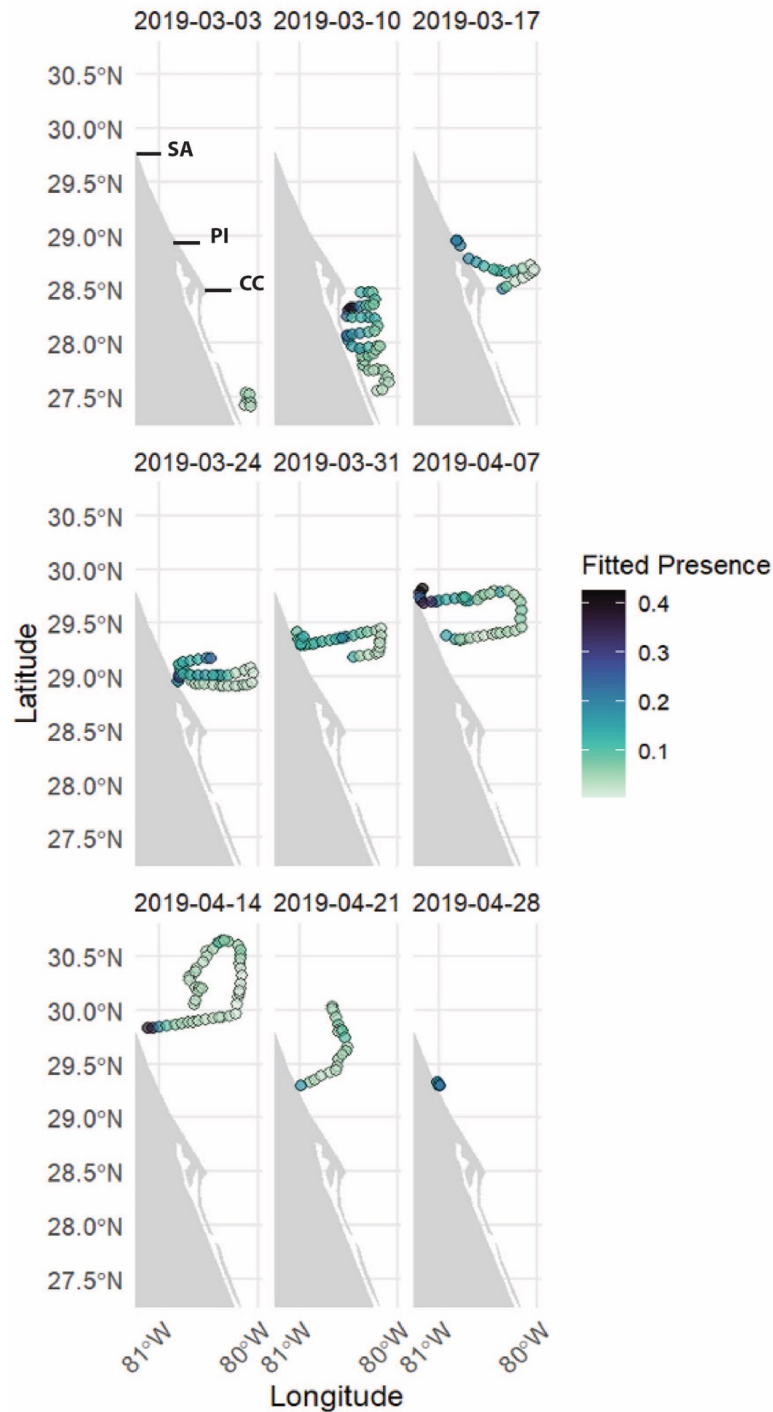 2019-03-03 2019-03-10 2019-03-17
30.5°N
30.0°N
SA
29.5°N
29.0°N
PI
28.5°N
CC
28.0°N
27.5°N
2019-03-24 2019-03-31 2019-04-07
30.5°N
30.0°N
29.5°N
29.0°N
28.5°N
28.0°N
27.5°N
Latitude
Fitted Presence
0.4
0.3
0.2
0.1
2019-04-14 2019-04-21 2019-04-28
30.5°N
30.0°N
29.5°N
29.0°N
28.5°N
28.0°N
27.5°N
81°W 80°W 81°W 80°W 81°W 80°W
Longitude